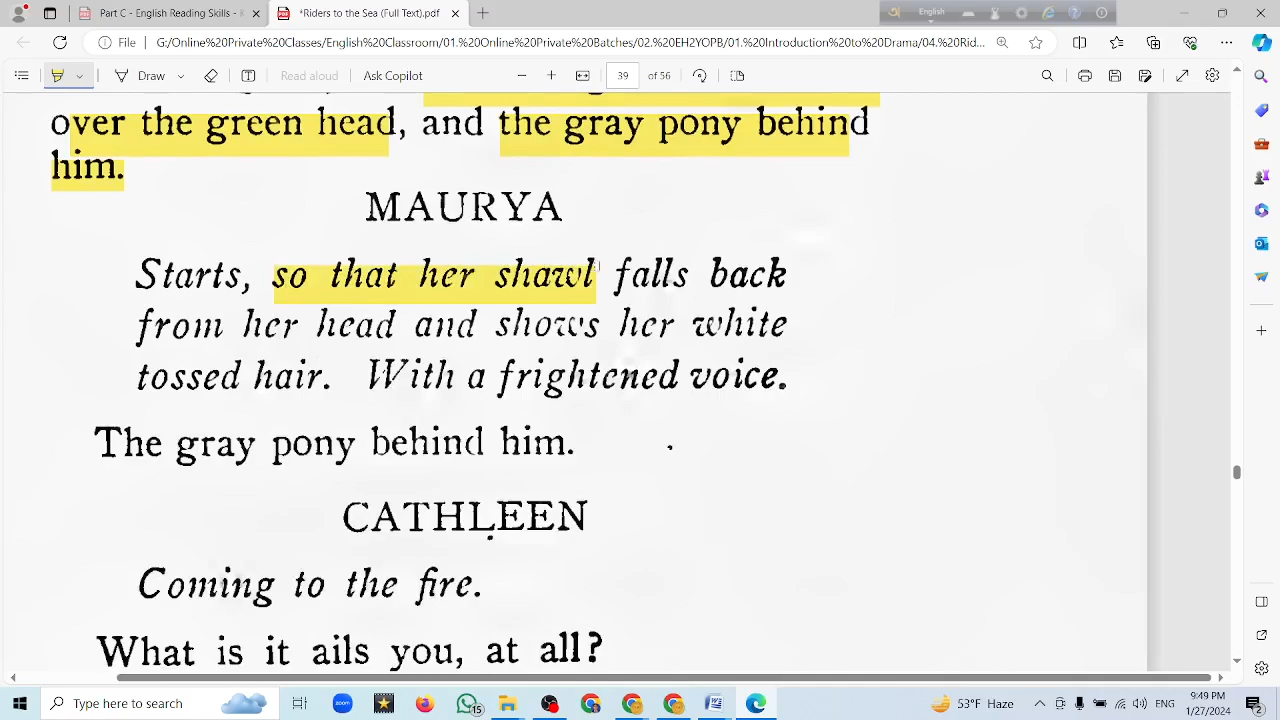 Part C - English Reading Skills - K
*Riders to the Sea (Full Text).pdf
English
File
G:/Online%20Private%20Classes/English%20Classroom/01.%20Online%20Private%20Batches/02.%20EH2YOPB/01.%20Introduction%20to%20Drama/04.%20Rid...
Draw
Read aloud
Ask Copilot
39 of 56
over the green head, and the gray pony behind
him.
MAURYA
Starts, so that her shawl falls back
from her head and shows her white
tossed hair. With a frightened voice.
The gray pony behind him.
CATHLEEN
Coming to the fire.
What is it ails you, at all?
Type here to search
zoom
15
53°F Haze
ENG
9:49 PM
1/27/2024
2